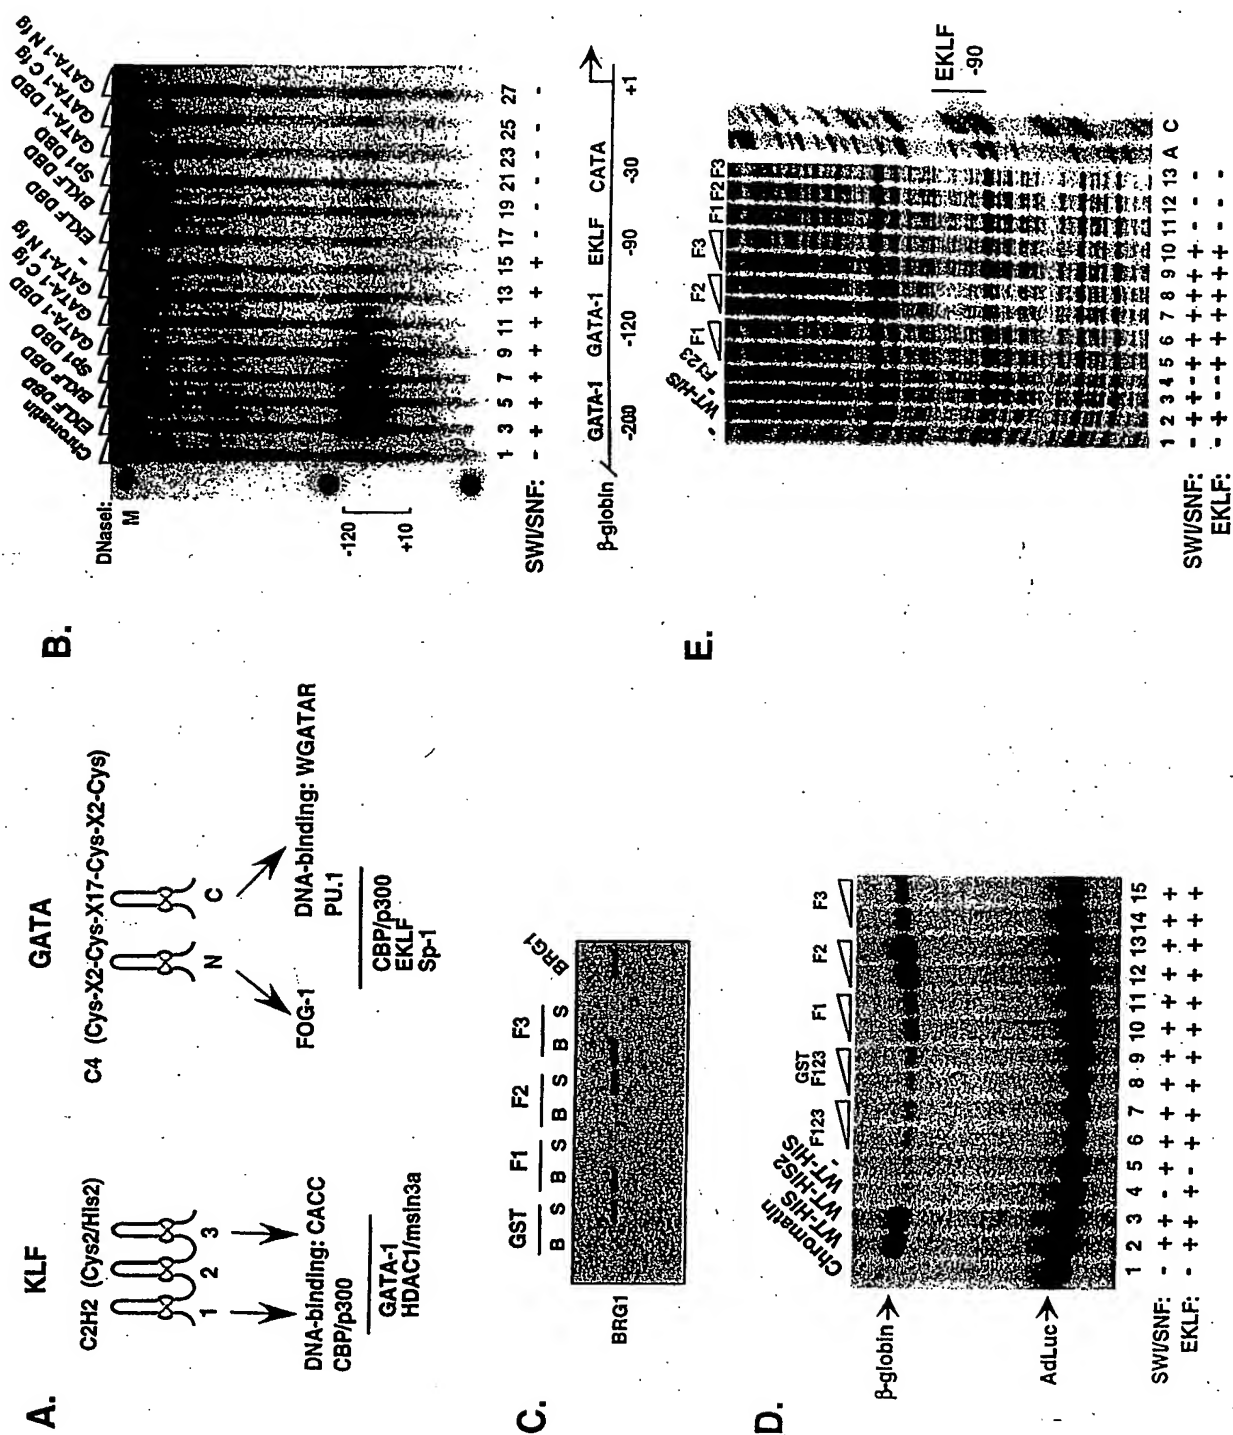 A.
KLF
C2H2 (Cys2/His2)
1 2 3
DNA-binding: CACC
CBP/p300
GATA-1
HDAC1/msin3a
GATA
C4 (Cys-X2-Cys-X17-Cys-X2-Cys)
N C
FOG-1
DNA-binding: WGATAR
PU.1
CBP/p300
EKLF
Sp-1
B.
Chromatin
EKLF DBD
BKLF DBD
Sp1 DBD
GATA-1 DBD
GATA-1 C fg
GATA-1 N fg
-
EKLF DBD
BKLF DBD
Sp1 DBD
GATA-1 DBD
GATA-1 C fg
GATA-1 N fg
DNaseI:
M
-120
+10
1 3 5 7 9 11 13 15 17 19 21 23 25 27
SWI/SNF: - + + + + + + + - - - - - -
β-globin
GATA-1 GATA-1 EKLF CATA
-200 -120 -90 -30 +1
C.
GST F1 F2 F3 BRG1
B S B S B S B S
BRG1
D.
Chromatin
WT-HIS
WT-HIS2
WT-HIS
-
F123
GST
F123
F1 F2 F3
β-globin
AdLuc
1 2 3 4 5 6 7 8 9 10 11 12 13 14 15
SWI/SNF: - + + - + + + + + + + + + + +
EKLF: - + + + - + + + + + + + + + +
E.
- WT-HIS F123 F1 F2 F3 F1 F2 F3
EKLF
-90
1 2 3 4 5 6 7 8 9 10 11 12 13 A C
SWI/SNF: - + + - + + + + + + - - -
EKLF: - + - - + + + + + + - - -